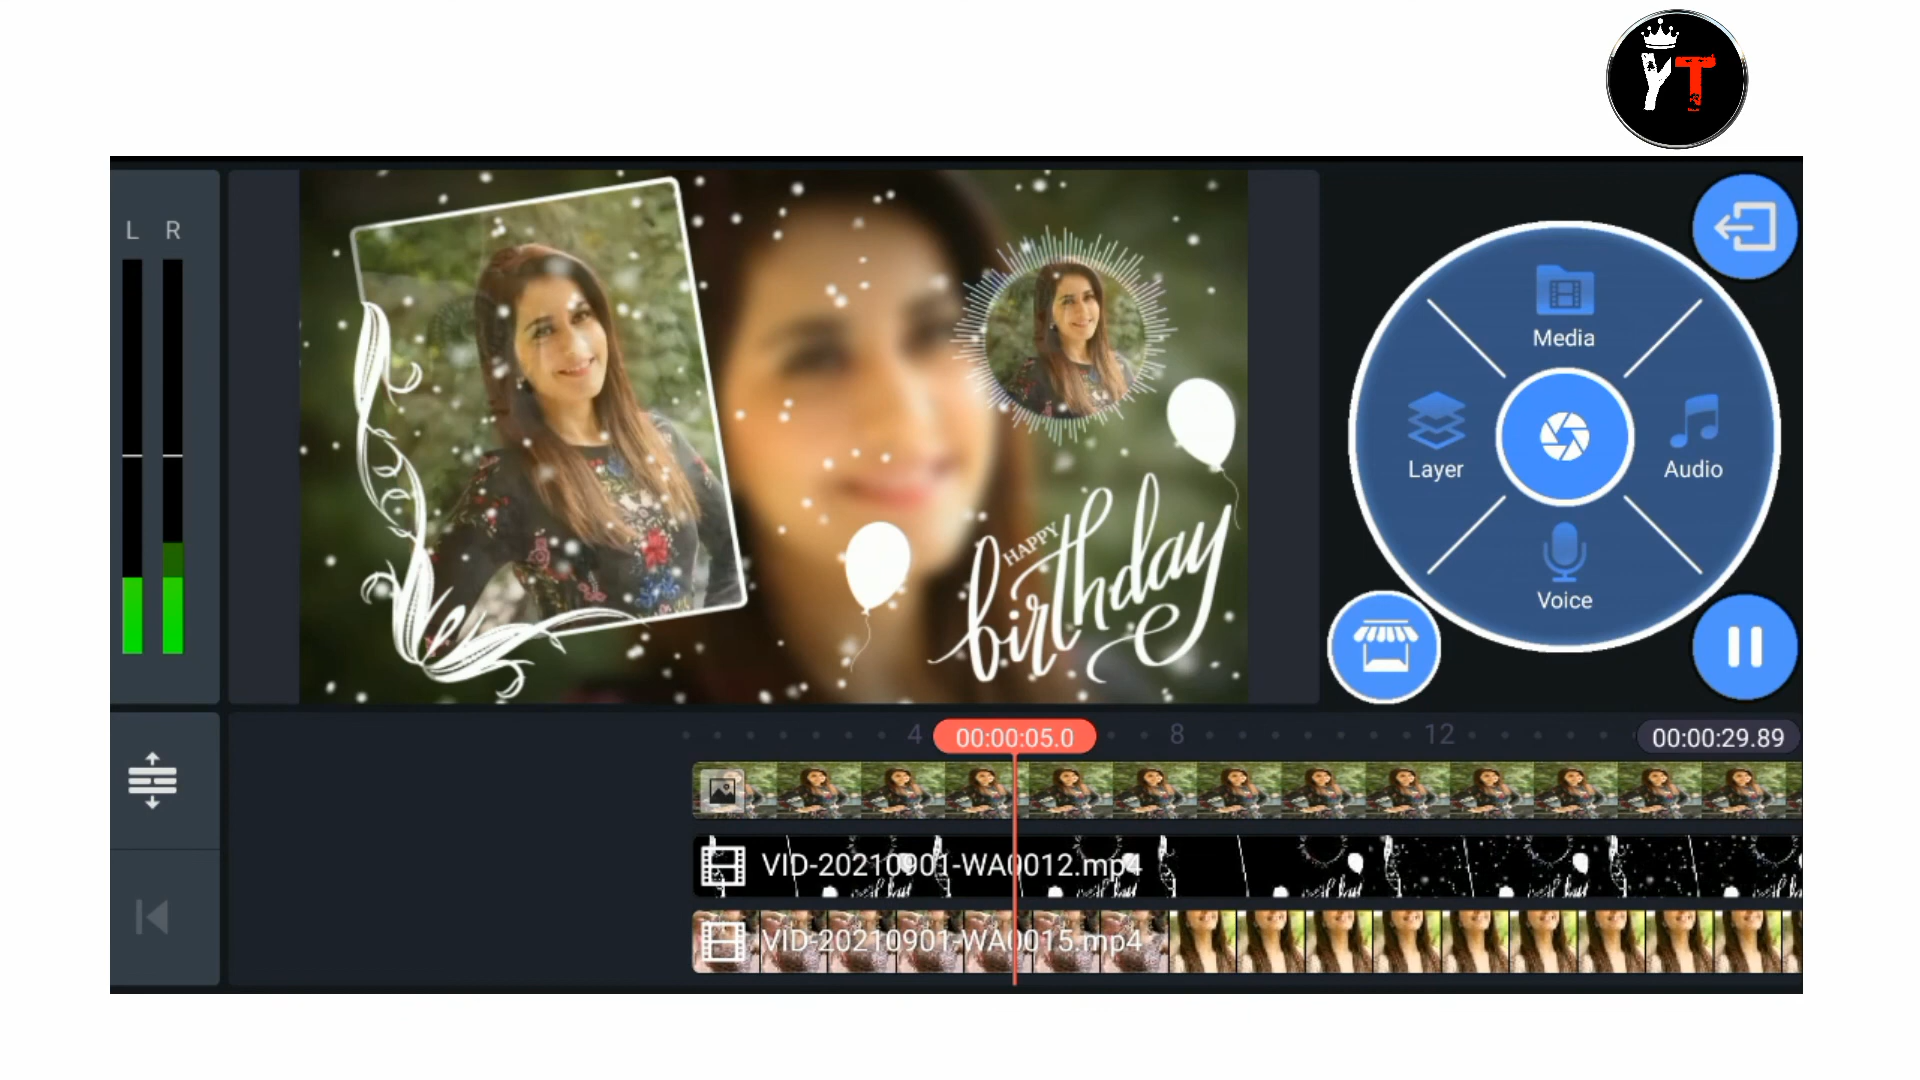 YT
L R
HAPPY
birthday
Media
Layer
Audio
Voice
4 00:00:05.0 8 12 00:00:29.89
VID-20210901-WA0012.mp4
VID-20210901-WA0015.mp4